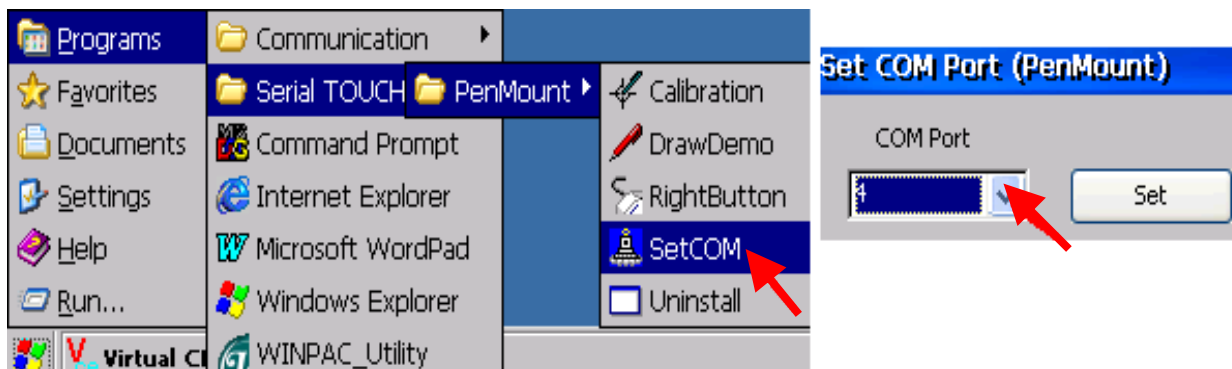 Programs
Favorites
Documents
Settings
Help
Run...
Communication
Serial TOUCH
Command Prompt
Internet Explorer
Microsoft WordPad
Windows Explorer
WINPAC_Utility
PenMount
Calibration
DrawDemo
RightButton
SetCOM
Uninstall
Virtual
Set COM Port (PenMount)
COM Port
4
Set